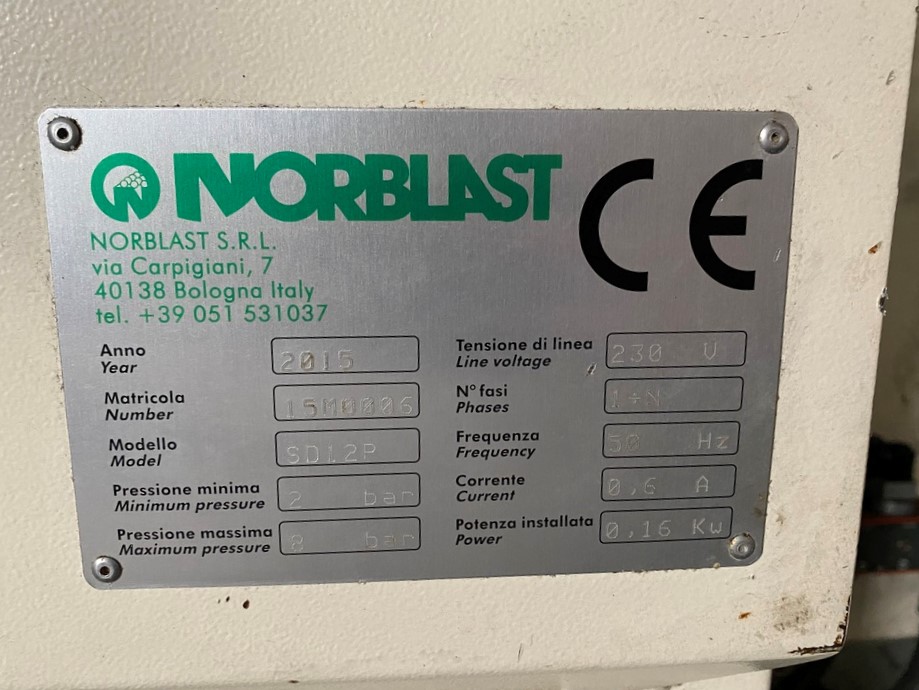 NORBLAST
CE
NORBLAST S.R.L.
via Carpigiani, 7
40138 Bologna Italy
tel. +39 051 531037
Anno
Year
2015
Matricola
Number
15M0006
Modello
Model
SD12P
Pressione minima
Minimum pressure
2 bar
Pressione massima
Maximum pressure
8 bar
Tensione di linea
Line voltage
230 V
N° fasi
Phases
1÷N
Frequenza
Frequency
50 Hz
Corrente
Current
0,6 A
Potenza installata
Power
0,16 Kw